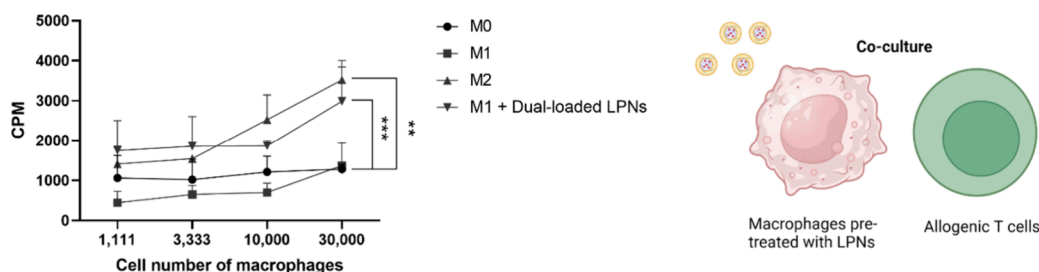 5000
4000
3000
2000
1000
0
CPM
1,111
3,333
10,000
30,000
Cell number of macrophages
***
**
M0
M1
M2
M1 + Dual-loaded LPNs
Co-culture
Macrophages pre-
treated with LPNs
Allogenic T cells